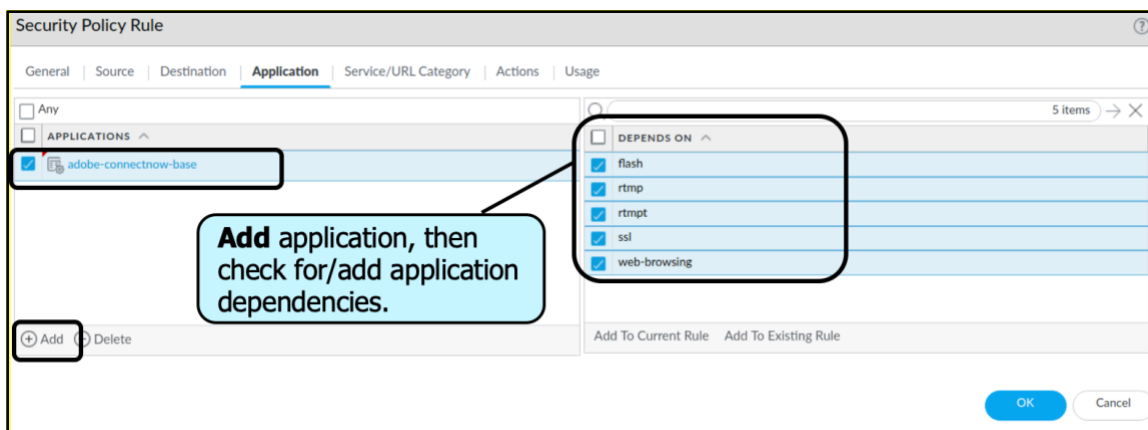 Security Policy Rule
General Source Destination Application Service/URL Category Actions Usage
Any
5 items
APPLICATIONS
DEPENDS ON
adobe-connectnow-base
flash
rtmp
rtmpt
ssl
web-browsing
Add application, then
check for/add application
dependencies.
Add Delete
Add To Current Rule Add To Existing Rule
OK Cancel